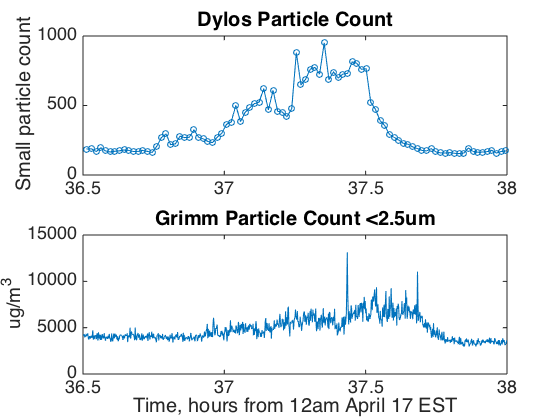 Dylos Particle Count
Small particle count
1000
500
0
36.5 37 37.5 38
Grimm Particle Count <2.5um
ug/m³
15000
10000
5000
0
36.5 37 37.5 38
Time, hours from 12am April 17 EST